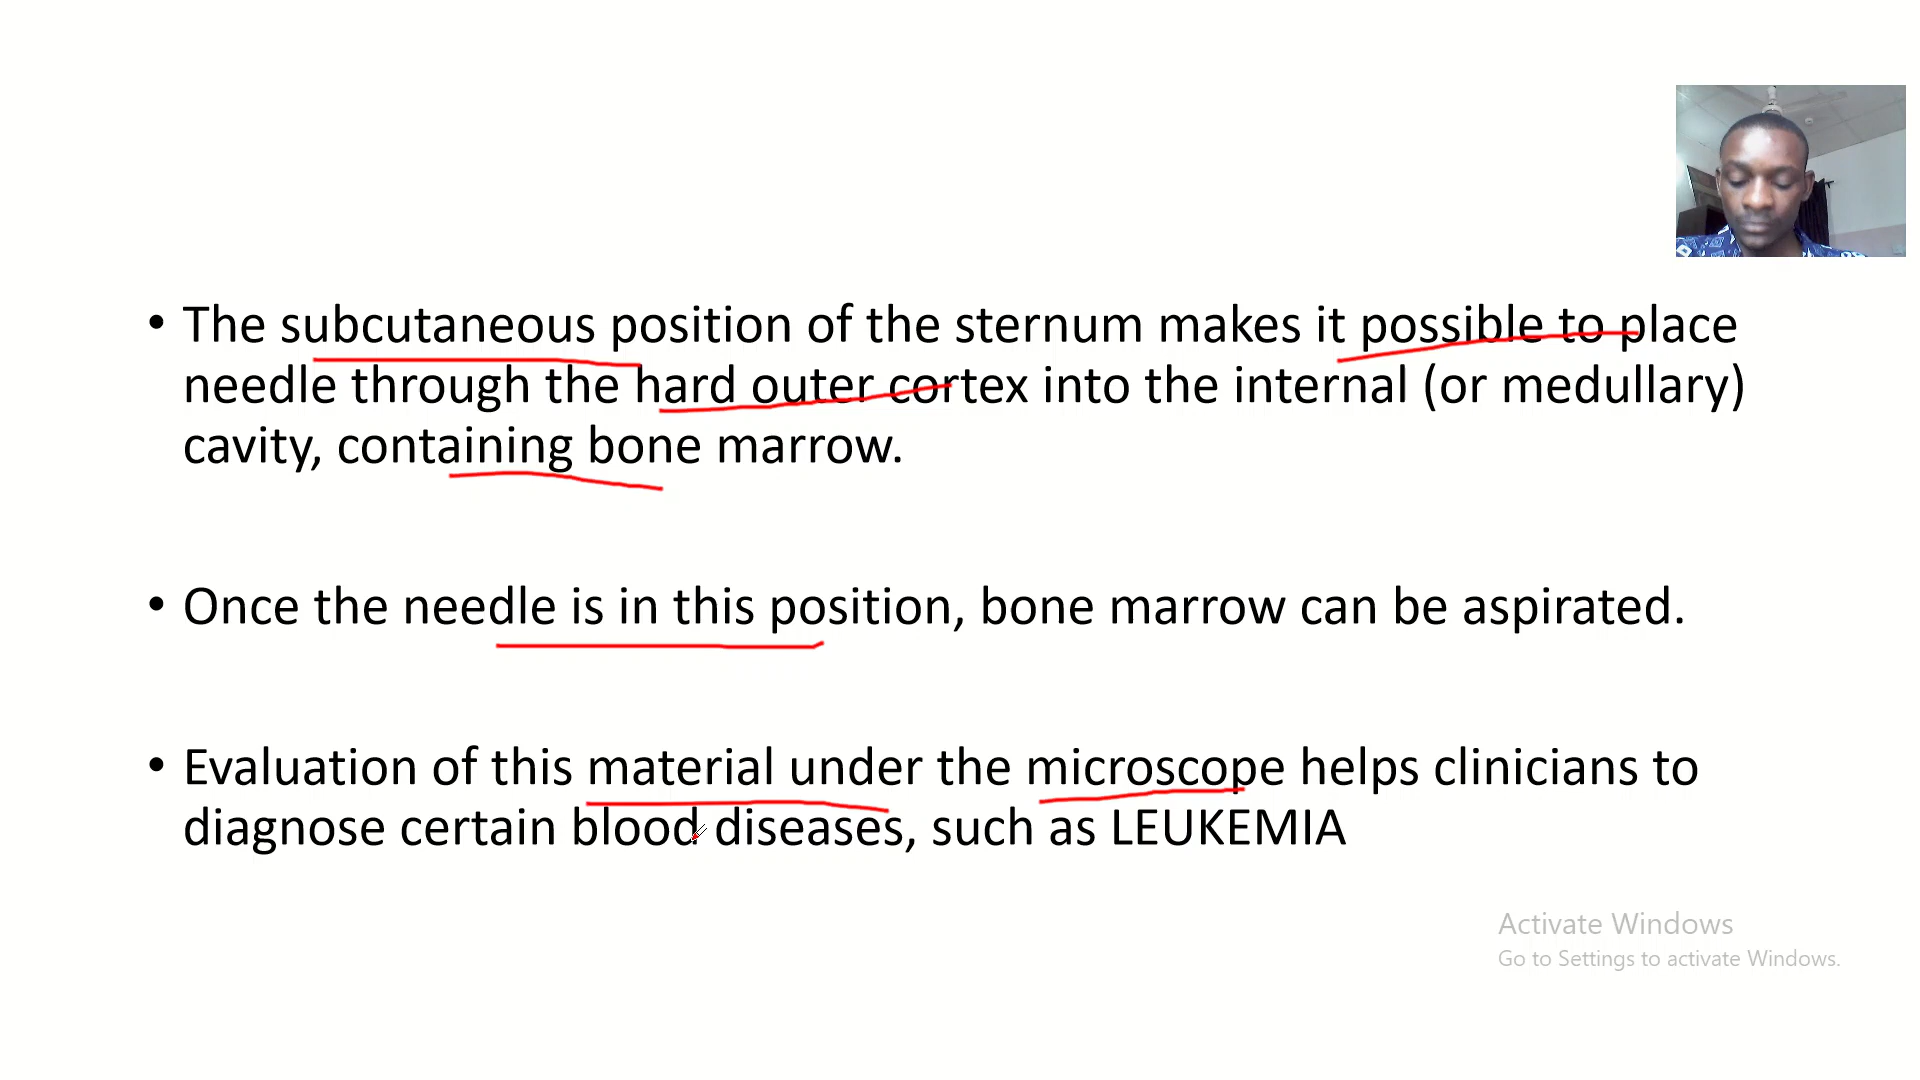 • The subcutaneous position of the sternum makes it possible to place
needle through the hard outer cortex into the internal (or medullary)
cavity, containing bone marrow.
• Once the needle is in this position, bone marrow can be aspirated.
• Evaluation of this material under the microscope helps clinicians to
diagnose certain blood diseases, such as LEUKEMIA
Activate Windows
Go to Settings to activate Windows.